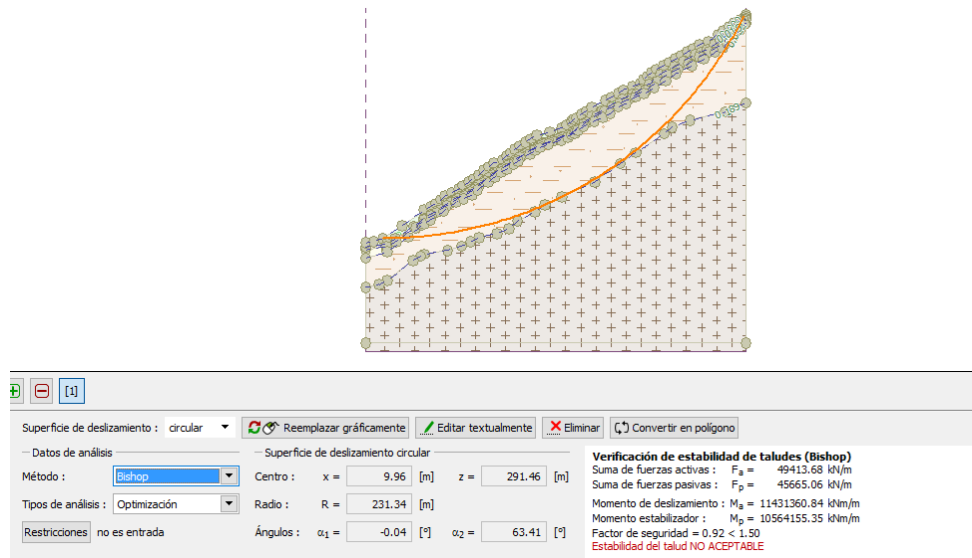 [1]
Superficie de deslizamiento : circular Reemplazar gráficamente Editar textualmente Eliminar Convertir en polígono
Datos de análisis
Método : Bishop
Tipos de análisis : Optimización
Restricciones no es entrada
Superficie de deslizamiento circular
Centro : x = 9.96 [m] z = 291.46 [m]
Radio : R = 231.34 [m]
Ángulos : α1 = -0.04 [º] α2 = 63.41 [º]
Verificación de estabilidad de taludes (Bishop)
Suma de fuerzas activas : Fa = 49413.68 kN/m
Suma de fuerzas pasivas : Fp = 45665.06 kN/m
Momento de deslizamiento : Ma = 11431360.84 kNm/m
Momento estabilizador : Mp = 10564155.35 kNm/m
Factor de seguridad = 0.92 < 1.50
Estabilidad del talud NO ACEPTABLE